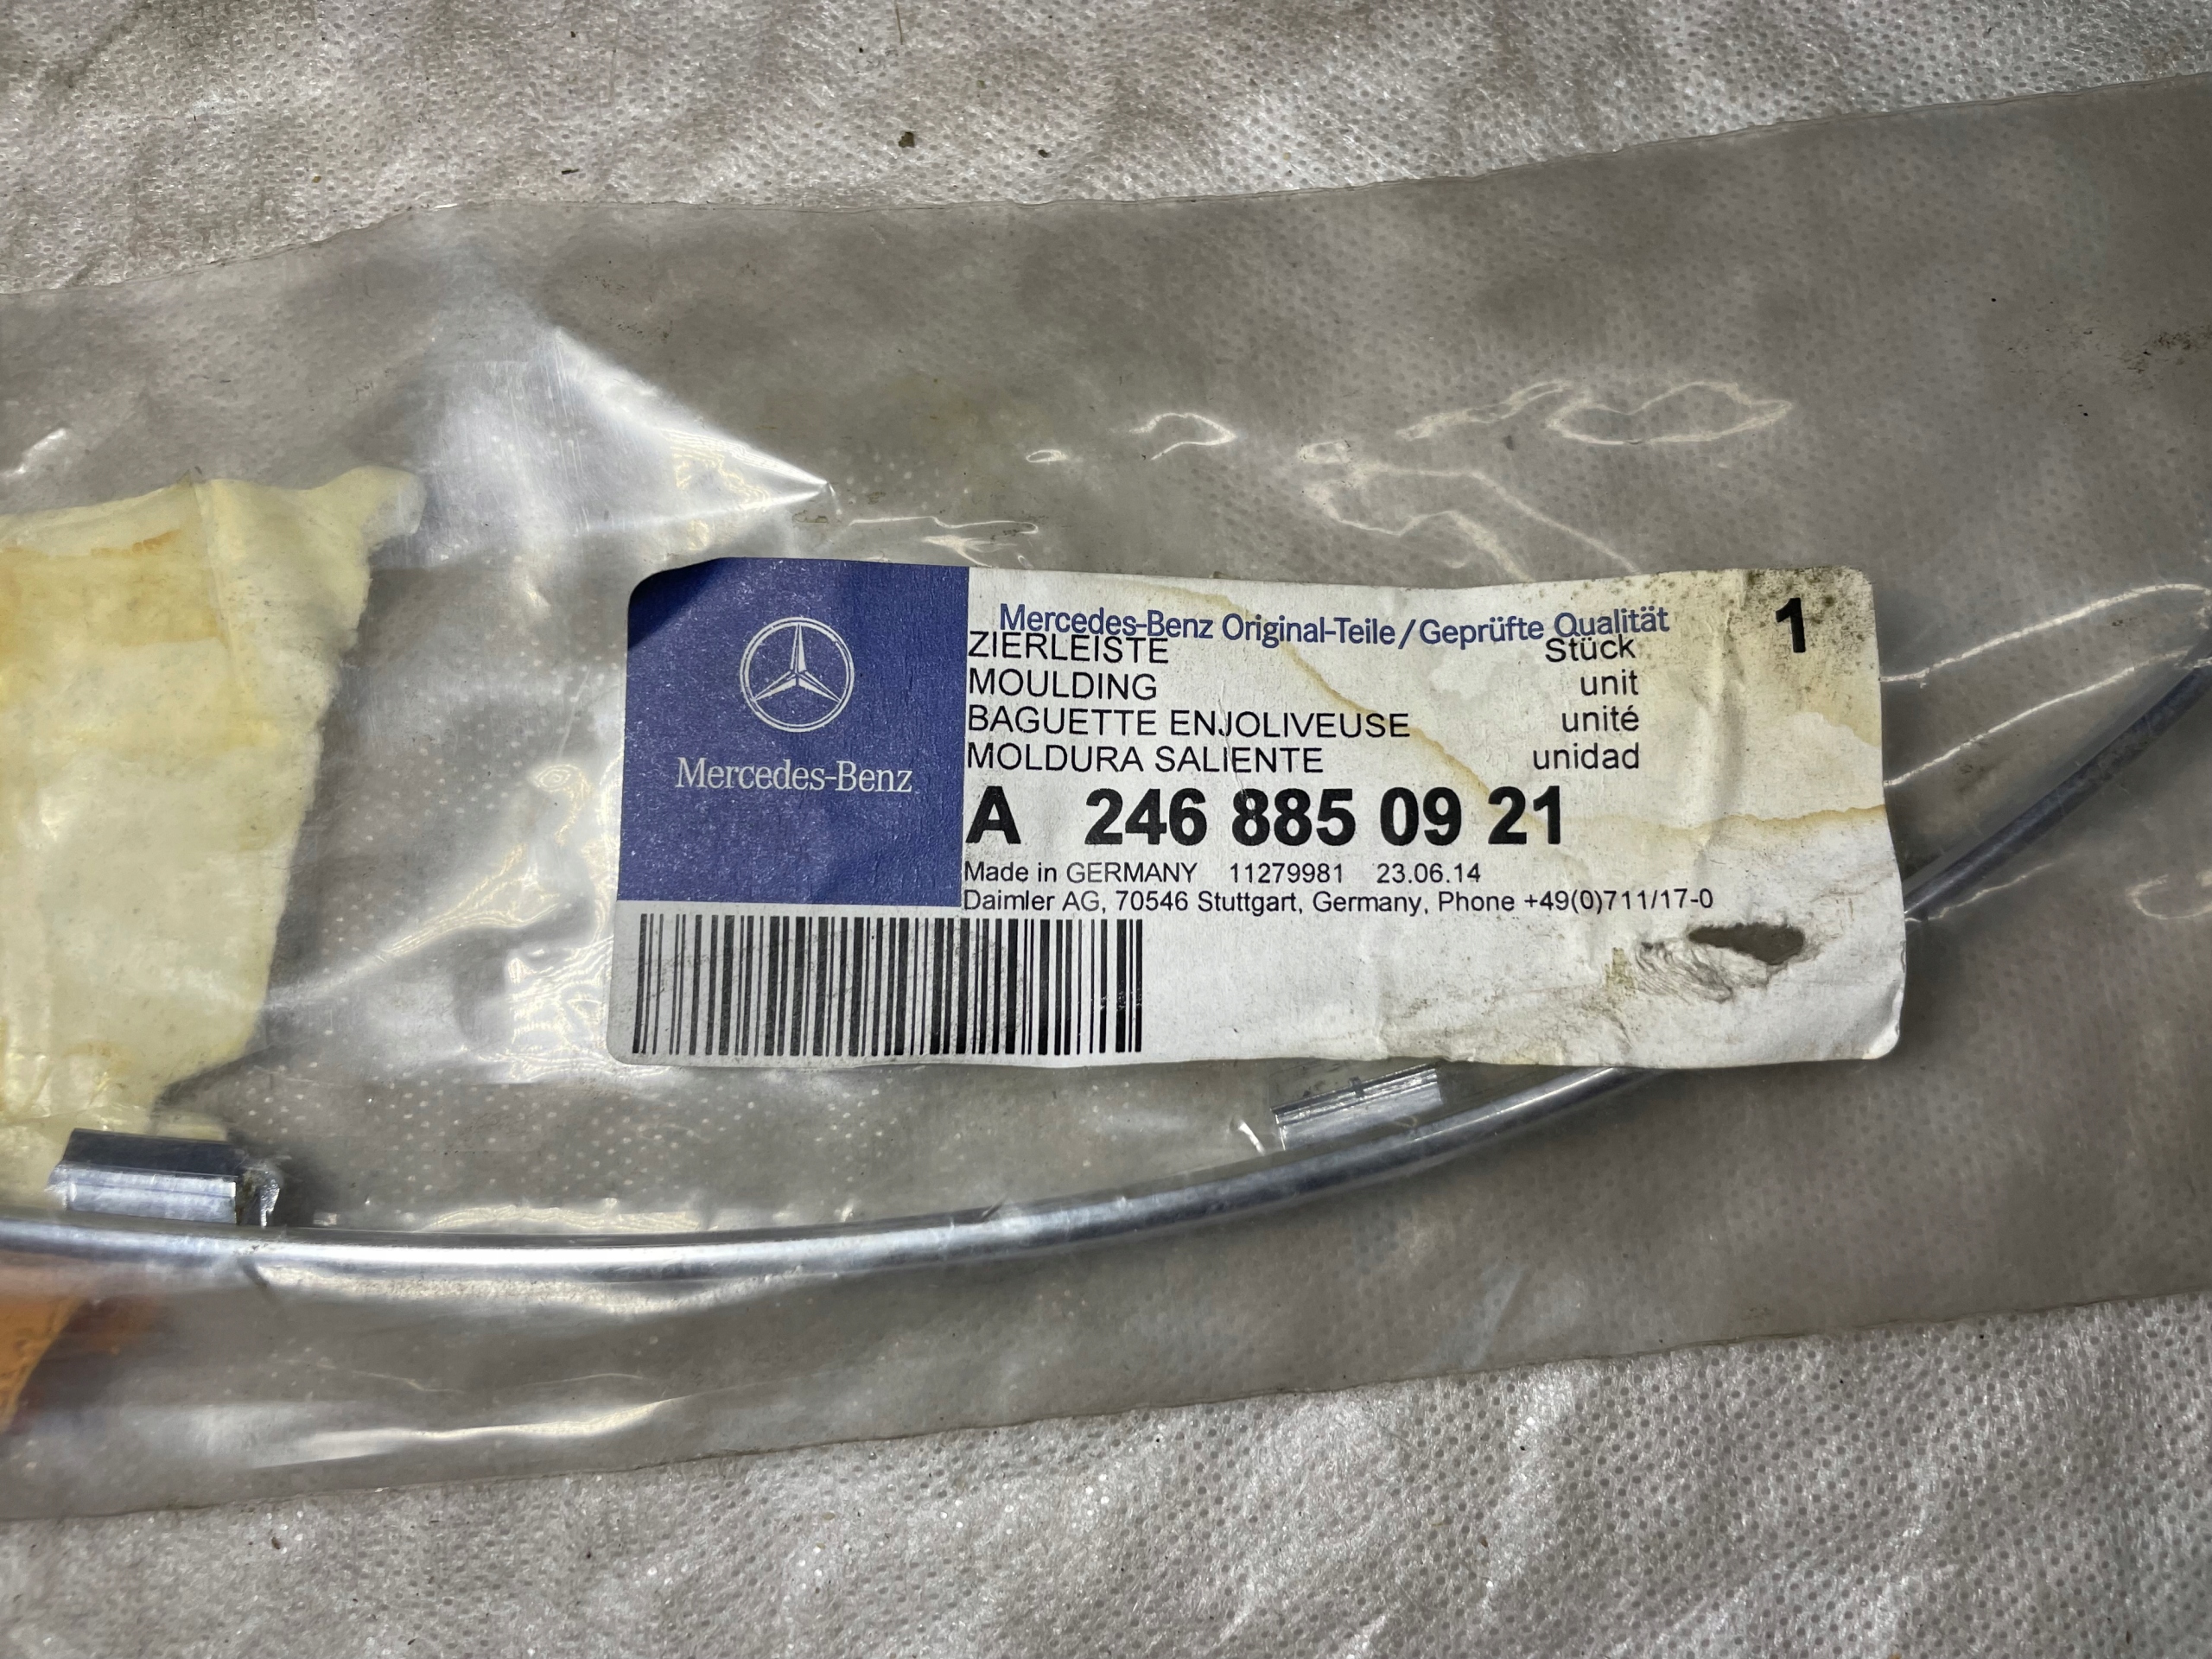 Mercedes-Benz
Mercedes-Benz Original-Teile/Geprüfte Qualität
ZIERLEISTE Stück 1
MOULDING unit
BAGUETTE ENJOLIVEUSE unité
MOLDURA SALIENTE unidad
A 246 885 09 21
Made in GERMANY 11279981 23.06.14
Daimler AG, 70546 Stuttgart, Germany, Phone +49(0)711/17-0